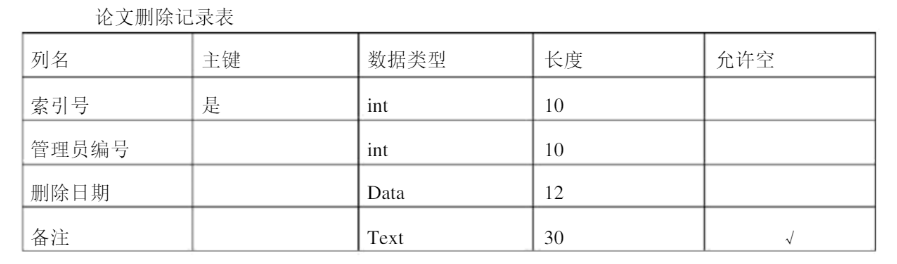 论文删除记录表
列名 主键 数据类型 长度 允许空
索引号 是 int 10
管理员编号 int 10
删除日期 Data 12
备注 Text 30 √